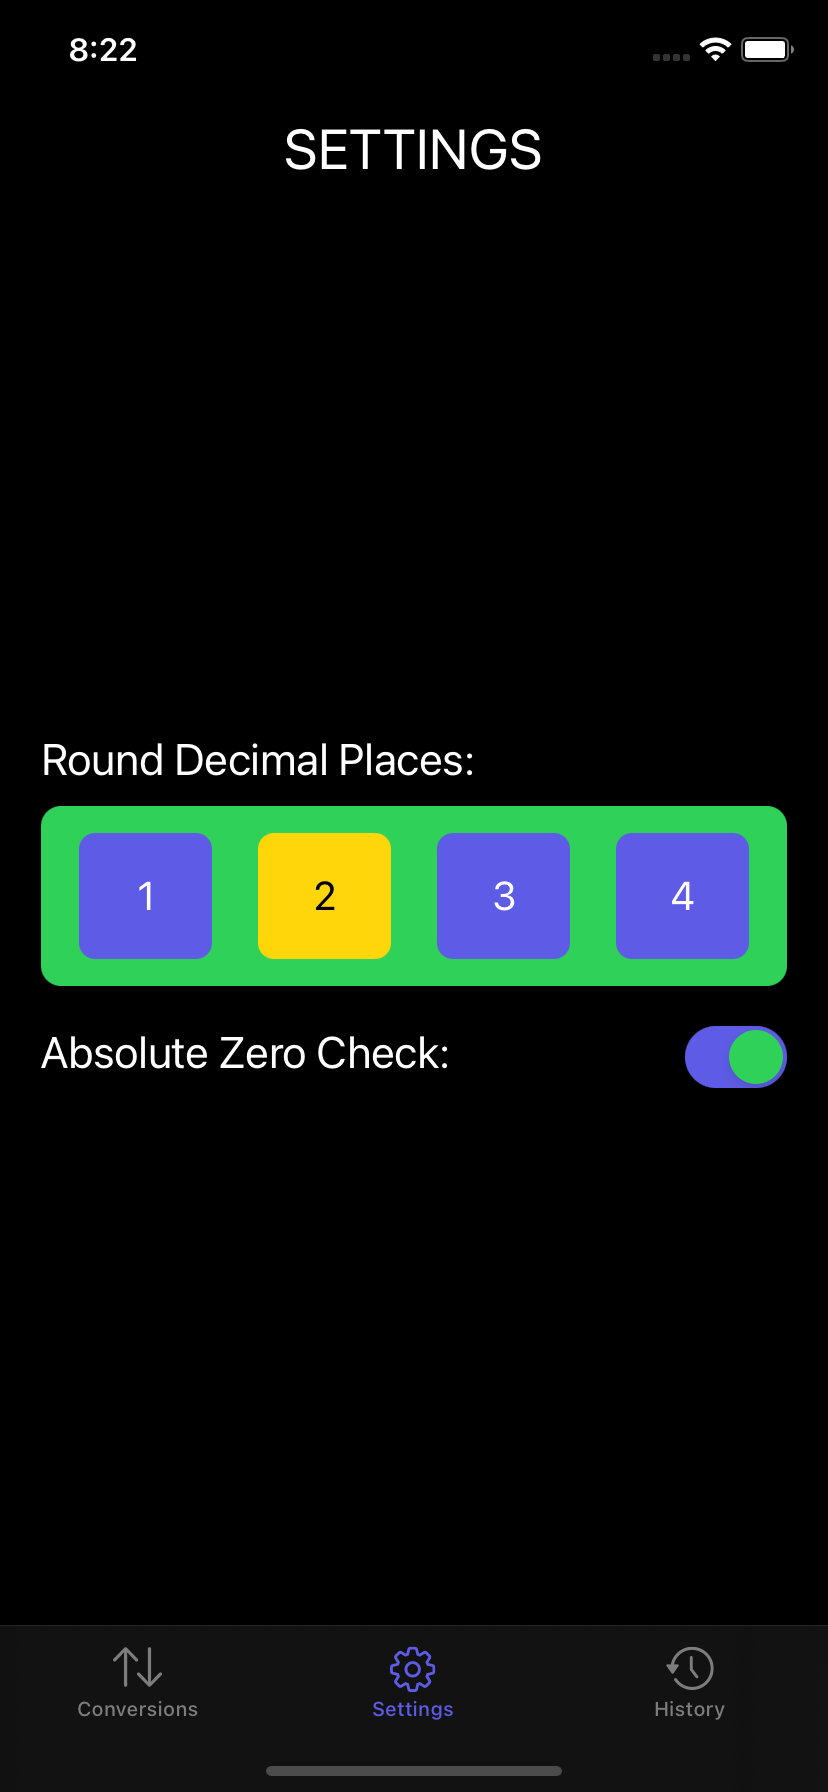 8:22
SETTINGS
Round Decimal Places:
1 2 3 4
Absolute Zero Check:
Conversions Settings History